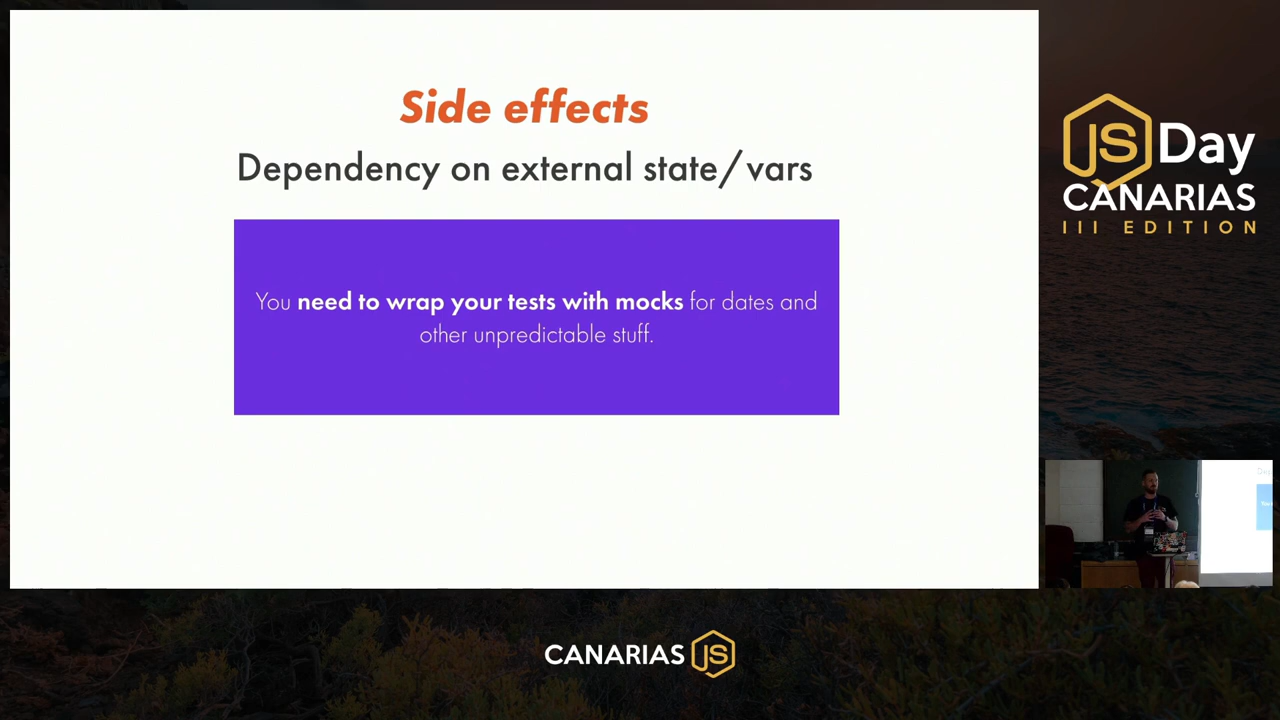 Side effects
Dependency on external state/vars
You need to wrap your tests with mocks for dates and
other unpredictable stuff.
JS Day
CANARIAS
III EDITION
CANARIAS JS